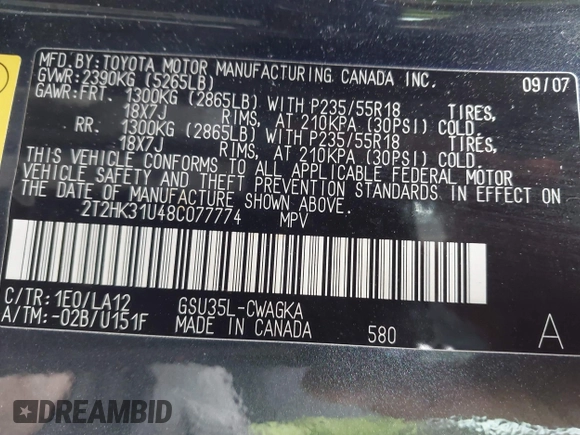 MFD.BY: TOYOTA MOTOR MANUFACTURING CANADA INC. 09/07
GVWR: 2390KG (5265LB)
GAWR: FRT. 1300KG (2865LB) WITH P235/55R18 TIRES,
18X7J RIMS, AT 210KPA (30PSI) COLD.
RR. 1300KG (2865LB) WITH P235/55R18 TIRES,
18X7J RIMS, AT 210KPA (30PSI) COLD.
THIS VEHICLE CONFORMS TO ALL APPLICABLE FEDERAL MOTOR
VEHICLE SAFETY AND THEFT PREVENTION STANDARDS IN EFFECT ON
THE DATE OF MANUFACTURE SHOWN ABOVE.
2T2HK31U48C077774 MPV
C/TR: 1E0/LA12 GSU35L-CWAGKA
A/TM: -02B/U151F MADE IN CANADA 580 A
DREAMBID